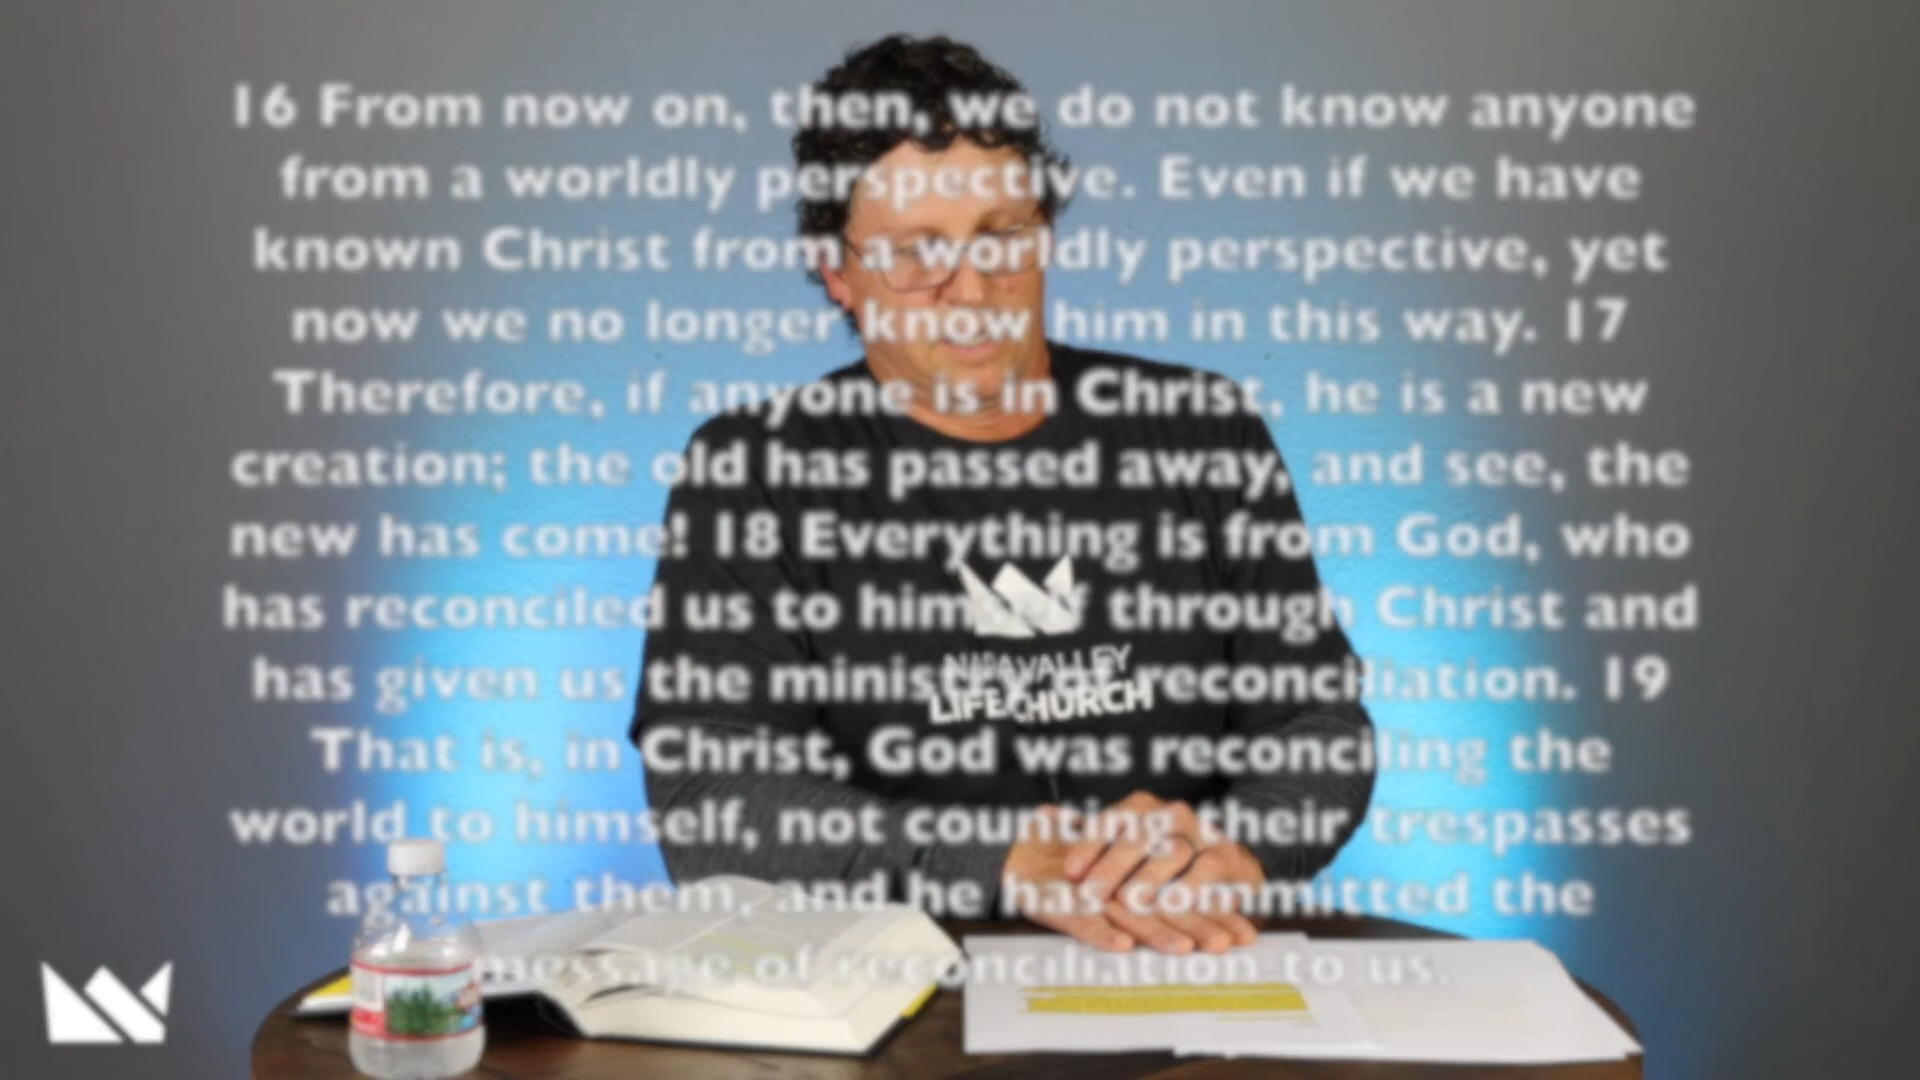 16 From now on, then, we do not know anyone
from a worldly perspective. Even if we have
known Christ from a worldly perspective, yet
now we no longer know him in this way. 17
Therefore, if anyone is in Christ, he is a new
creation; the old has passed away, and see, the
new has come! 18 Everything is from God, who
has reconciled us to himself through Christ and
has given us the ministry of reconciliation. 19
That is, in Christ, God was reconciling the
world to himself, not counting their trespasses
against them, and he has committed the
message of reconciliation to us.
NAPA VALLEY
LIFE CHURCH